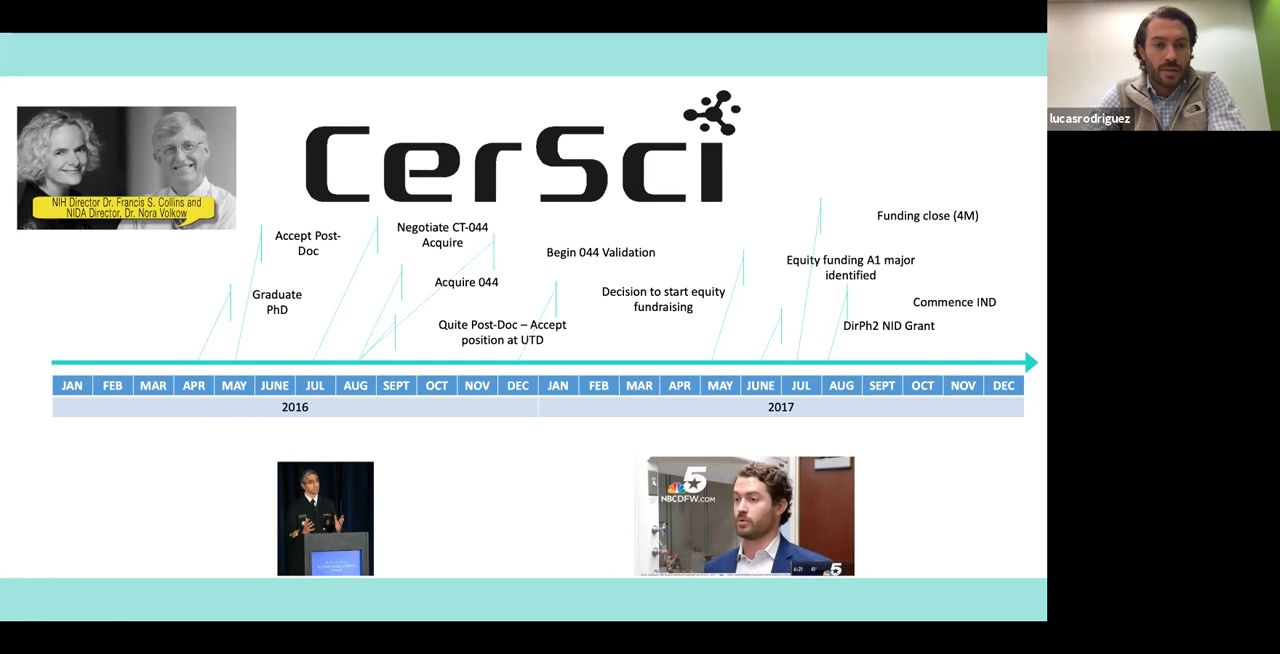 lucasrodriguez
CerSci
NIH Director Dr. Francis S. Collins and
NIDA Director, Dr. Nora Volkow
Accept Post-
Doc
Graduate
PhD
Negotiate CT-044
Acquire
Acquire 044
Quite Post-Doc – Accept
position at UTD
Begin 044 Validation
Decision to start equity
fundraising
Funding close (4M)
Equity funding A1 major
identified
Commence IND
DirPh2 NID Grant
JAN FEB MAR APR MAY JUNE JUL AUG SEPT OCT NOV DEC JAN FEB MAR APR MAY JUNE JUL AUG SEPT OCT NOV DEC
2016 2017
5
NBCDFW.COM
6:21 41° 5